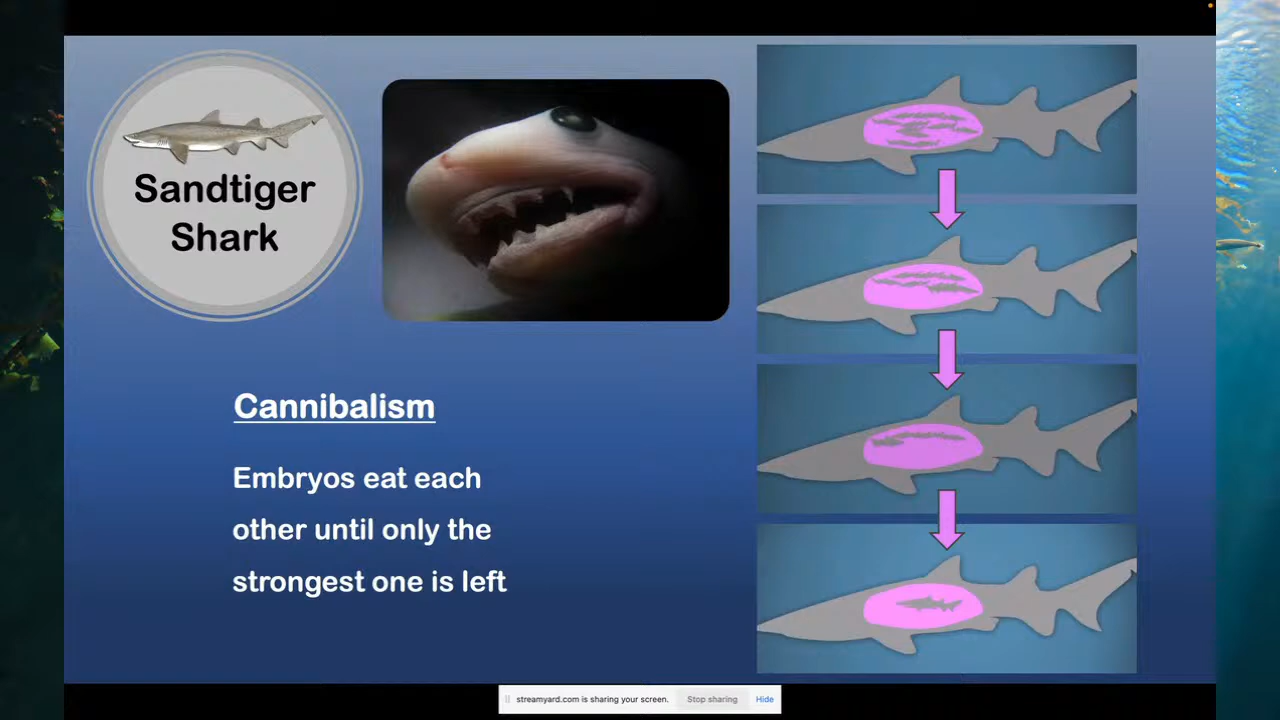 Sandtiger
Shark
Cannibalism
Embryos eat each
other until only the
strongest one is left
streamyard.com is sharing your screen.
Stop sharing
Hide